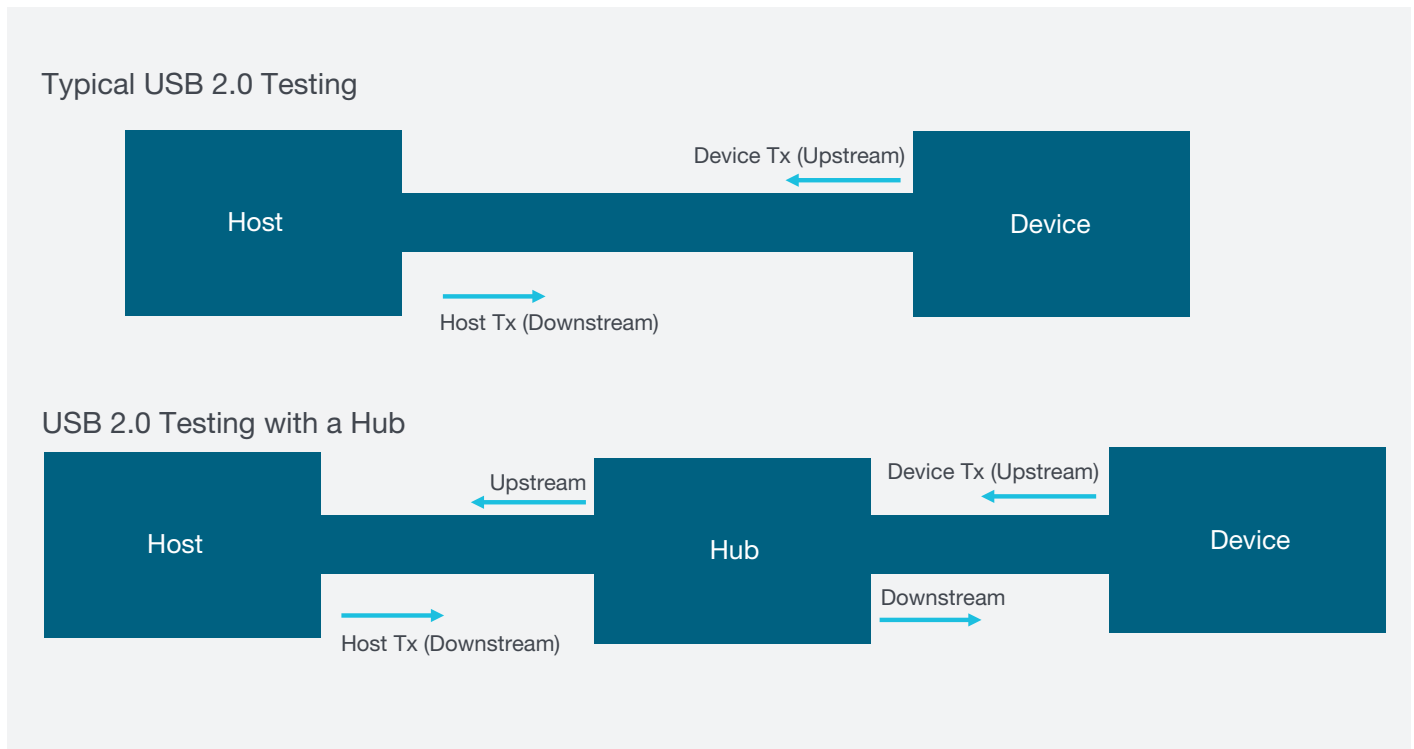 Typical USB 2.0 Testing
Device Tx (Upstream)
Host
Device
Host Tx (Downstream)
USB 2.0 Testing with a Hub
Upstream
Device Tx (Upstream)
Host
Hub
Device
Downstream
Host Tx (Downstream)